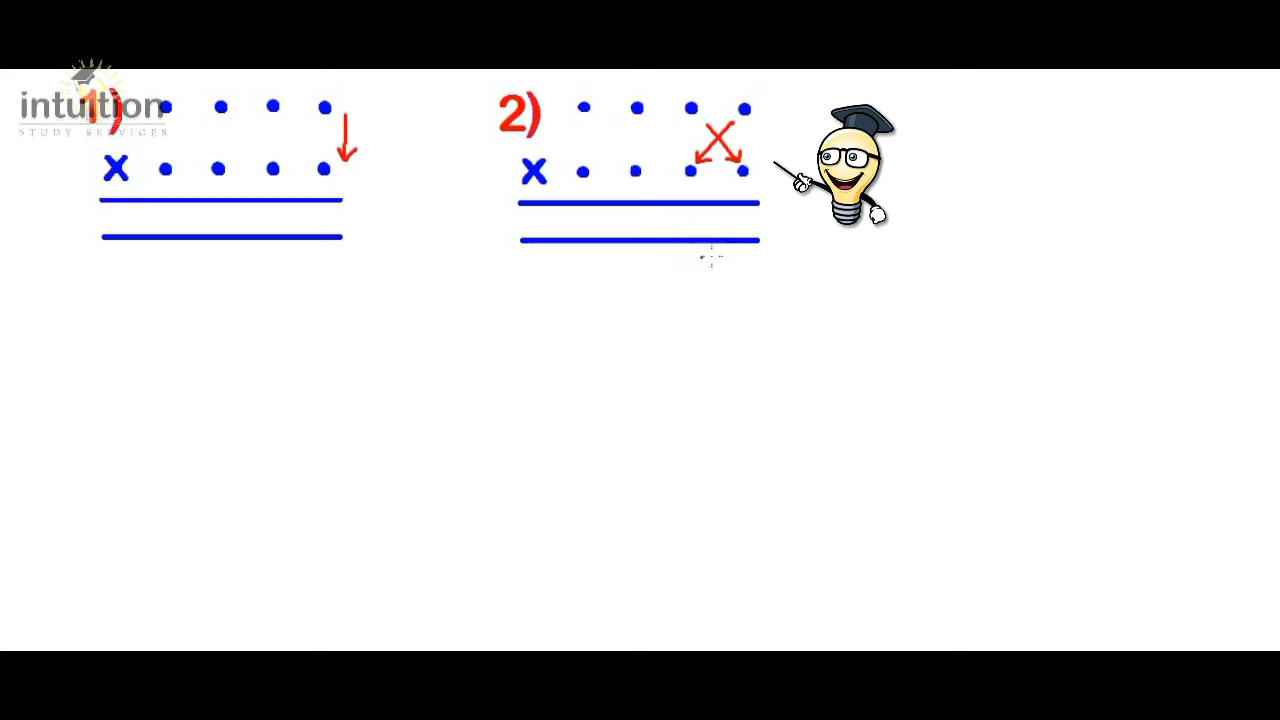 intuition
STUDY SERVICES
1)
X
2)
X